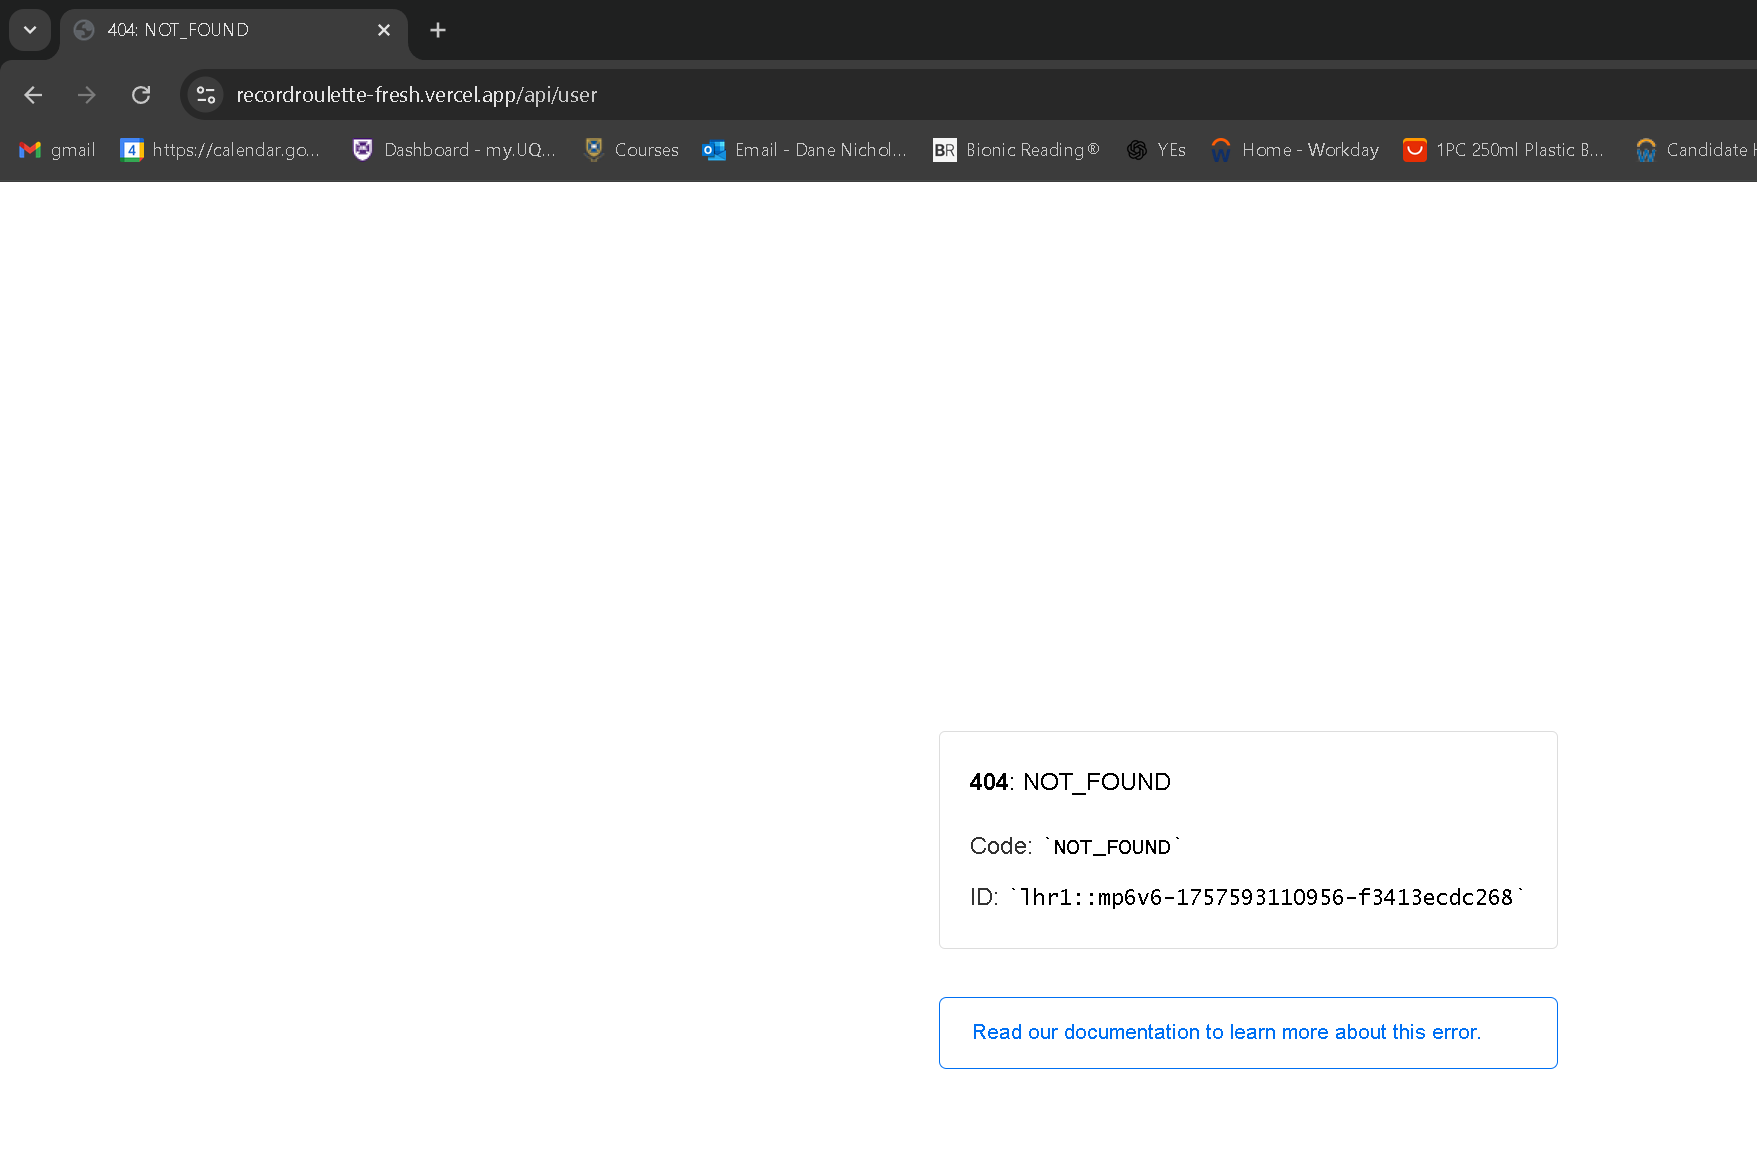 404: NOT_FOUND
recordroulette-fresh.vercel.app/api/user
gmail https://calendar.go... Dashboard - my.UQ... Courses Email - Dane Nichol... BR Bionic Reading® YEs Home - Workday 1PC 250ml Plastic B... Candidate
404: NOT_FOUND
Code: `NOT_FOUND`
ID: `lhr1::mp6v6-1757593110956-f3413ecdc268`
Read our documentation to learn more about this error.